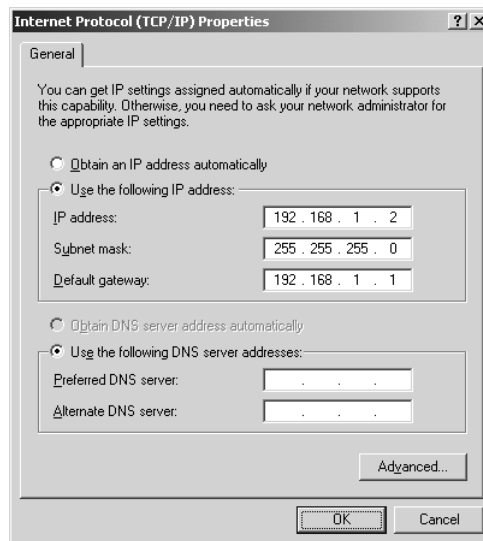 Internet Protocol (TCP/IP) Properties
General
You can get IP settings assigned automatically if your network supports
this capability. Otherwise, you need to ask your network administrator for
the appropriate IP settings.
Obtain an IP address automatically
Use the following IP address:
IP address: 192 . 168 . 1 . 2
Subnet mask: 255 . 255 . 255 . 0
Default gateway: 192 . 168 . 1 . 1
Obtain DNS server address automatically
Use the following DNS server addresses:
Preferred DNS server: . . .
Alternate DNS server: . . .
Advanced...
OK Cancel